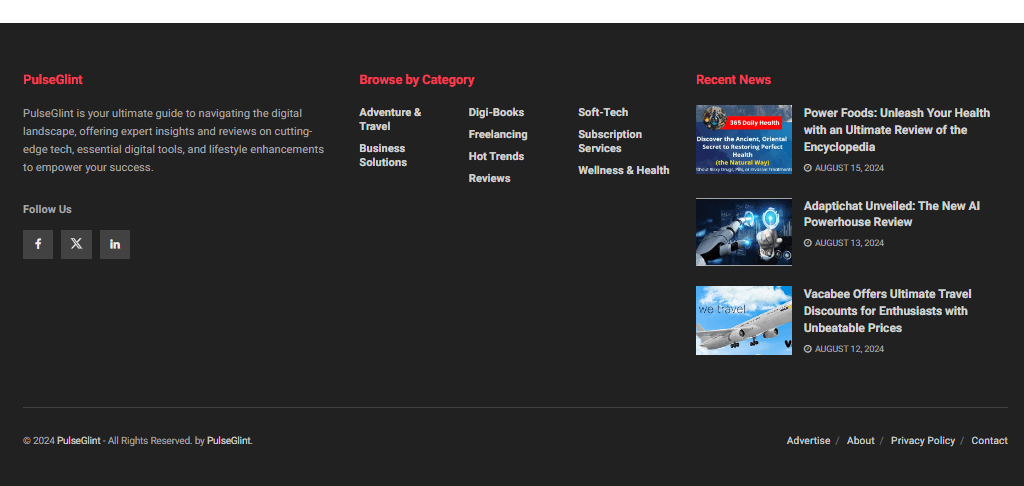 PulseGlint
PulseGlint is your ultimate guide to navigating the digital
landscape, offering expert insights and reviews on cutting-
edge tech, essential digital tools, and lifestyle enhancements
to empower your success.
Follow Us
Browse by Category
Adventure &
Travel
Business
Solutions
Digi-Books
Freelancing
Hot Trends
Reviews
Soft-Tech
Subscription
Services
Wellness & Health
Recent News
365 Daily Health
Discover the Ancient, Oriental
Secret to Restoring Perfect
Health
(the Natural Way)
Power Foods: Unleash Your Health
with an Ultimate Review of the
Encyclopedia
AUGUST 15, 2024
Adaptichat Unveiled: The New AI
Powerhouse Review
AUGUST 13, 2024
we travel
Vacabee Offers Ultimate Travel
Discounts for Enthusiasts with
Unbeatable Prices
AUGUST 12, 2024
© 2024 PulseGlint - All Rights Reserved. by PulseGlint.
Advertise / About / Privacy Policy / Contact